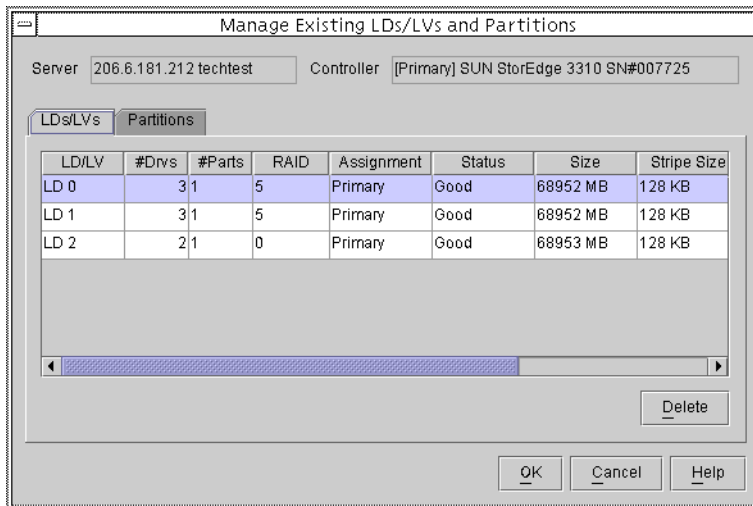 Manage Existing LDs/LVs and Partitions
Server 206.6.181.212 techtest Controller [Primary] SUN StorEdge 3310 SN#007725
LDs/LVs Partitions
LD/LV #Drvs #Parts RAID Assignment Status Size Stripe Size
LD 0 3 1 5 Primary Good 68952 MB 128 KB
LD 1 3 1 5 Primary Good 68952 MB 128 KB
LD 2 2 1 0 Primary Good 68953 MB 128 KB
Delete
OK Cancel Help